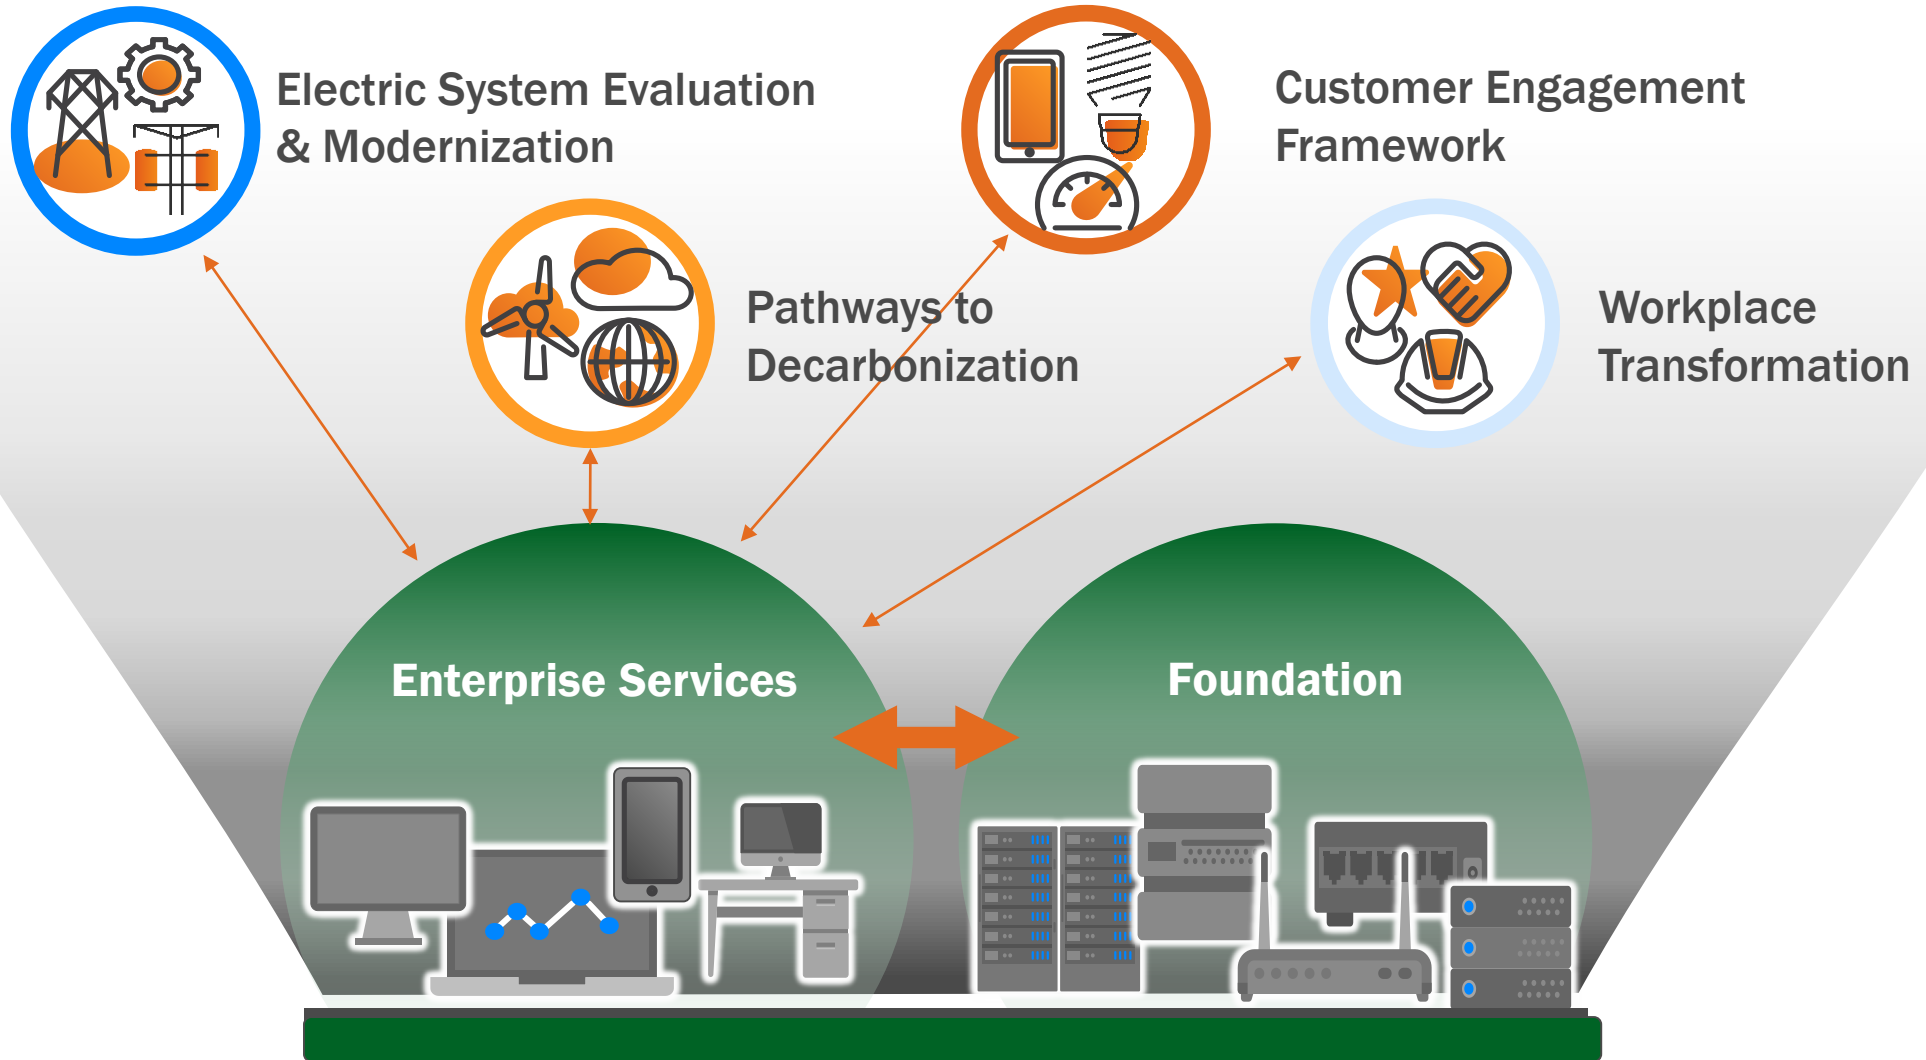 Electric System Evaluation
& Modernization
Customer Engagement
Framework
Pathways to
Decarbonization
Workplace
Transformation
Enterprise Services
Foundation